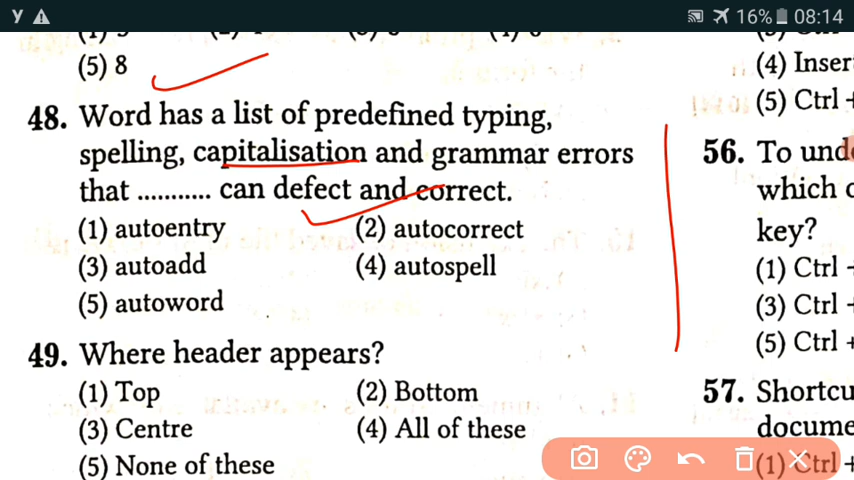 Y 16% 08:14
(5) 8
48. Word has a list of predefined typing,
spelling, capitalisation and grammar errors
that ........... can defect and correct.
(1) autoentry (2) autocorrect
(3) autoadd (4) autospell
(5) autoword
49. Where header appears?
(1) Top (2) Bottom
(3) Centre (4) All of these
(5) None of these
(4) Inser
(5) Ctrl +
56. To und
which
key?
(1) Ctrl
(3) Ctrl
(5) Ctrl +
57. Shortcu
docume
(1) Ctrl +